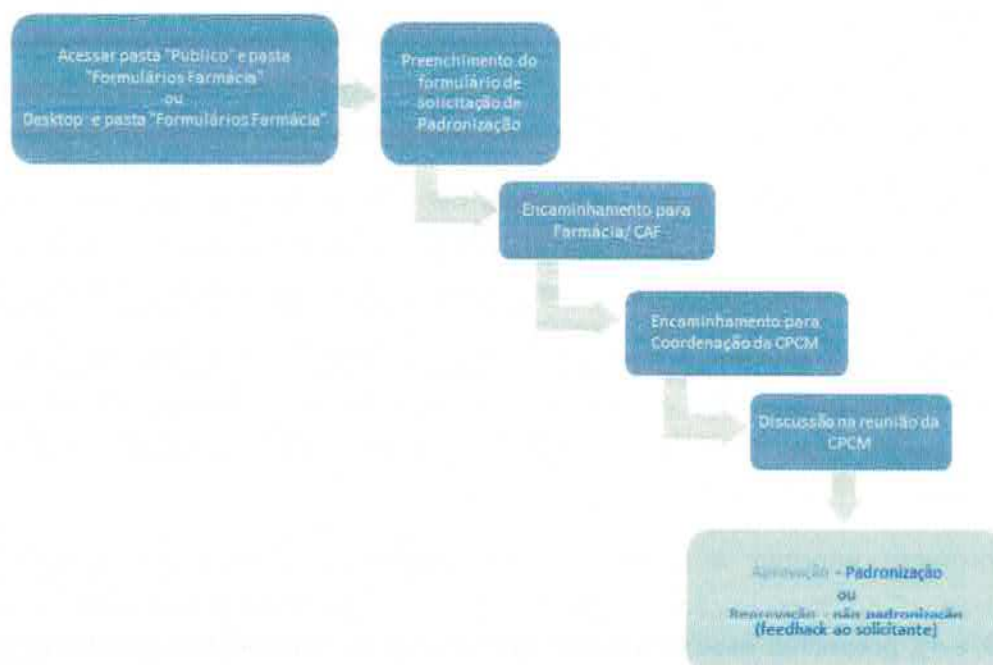 Acessar pasta "Publico" e pasta
"Formulários Farmácia"
ou
Desktop e pasta "Formulários Farmácia"
Preenchimento do
formulário de
solicitação de
Padronização
Encaminhamento para
Farmácia/ CAF
Encaminhamento para
Coordenação da CPCM
Discussão na reunião da
CPCM
Aprovação - Padronização
ou
Reprovação - não padronização
(feedback ao solicitante)